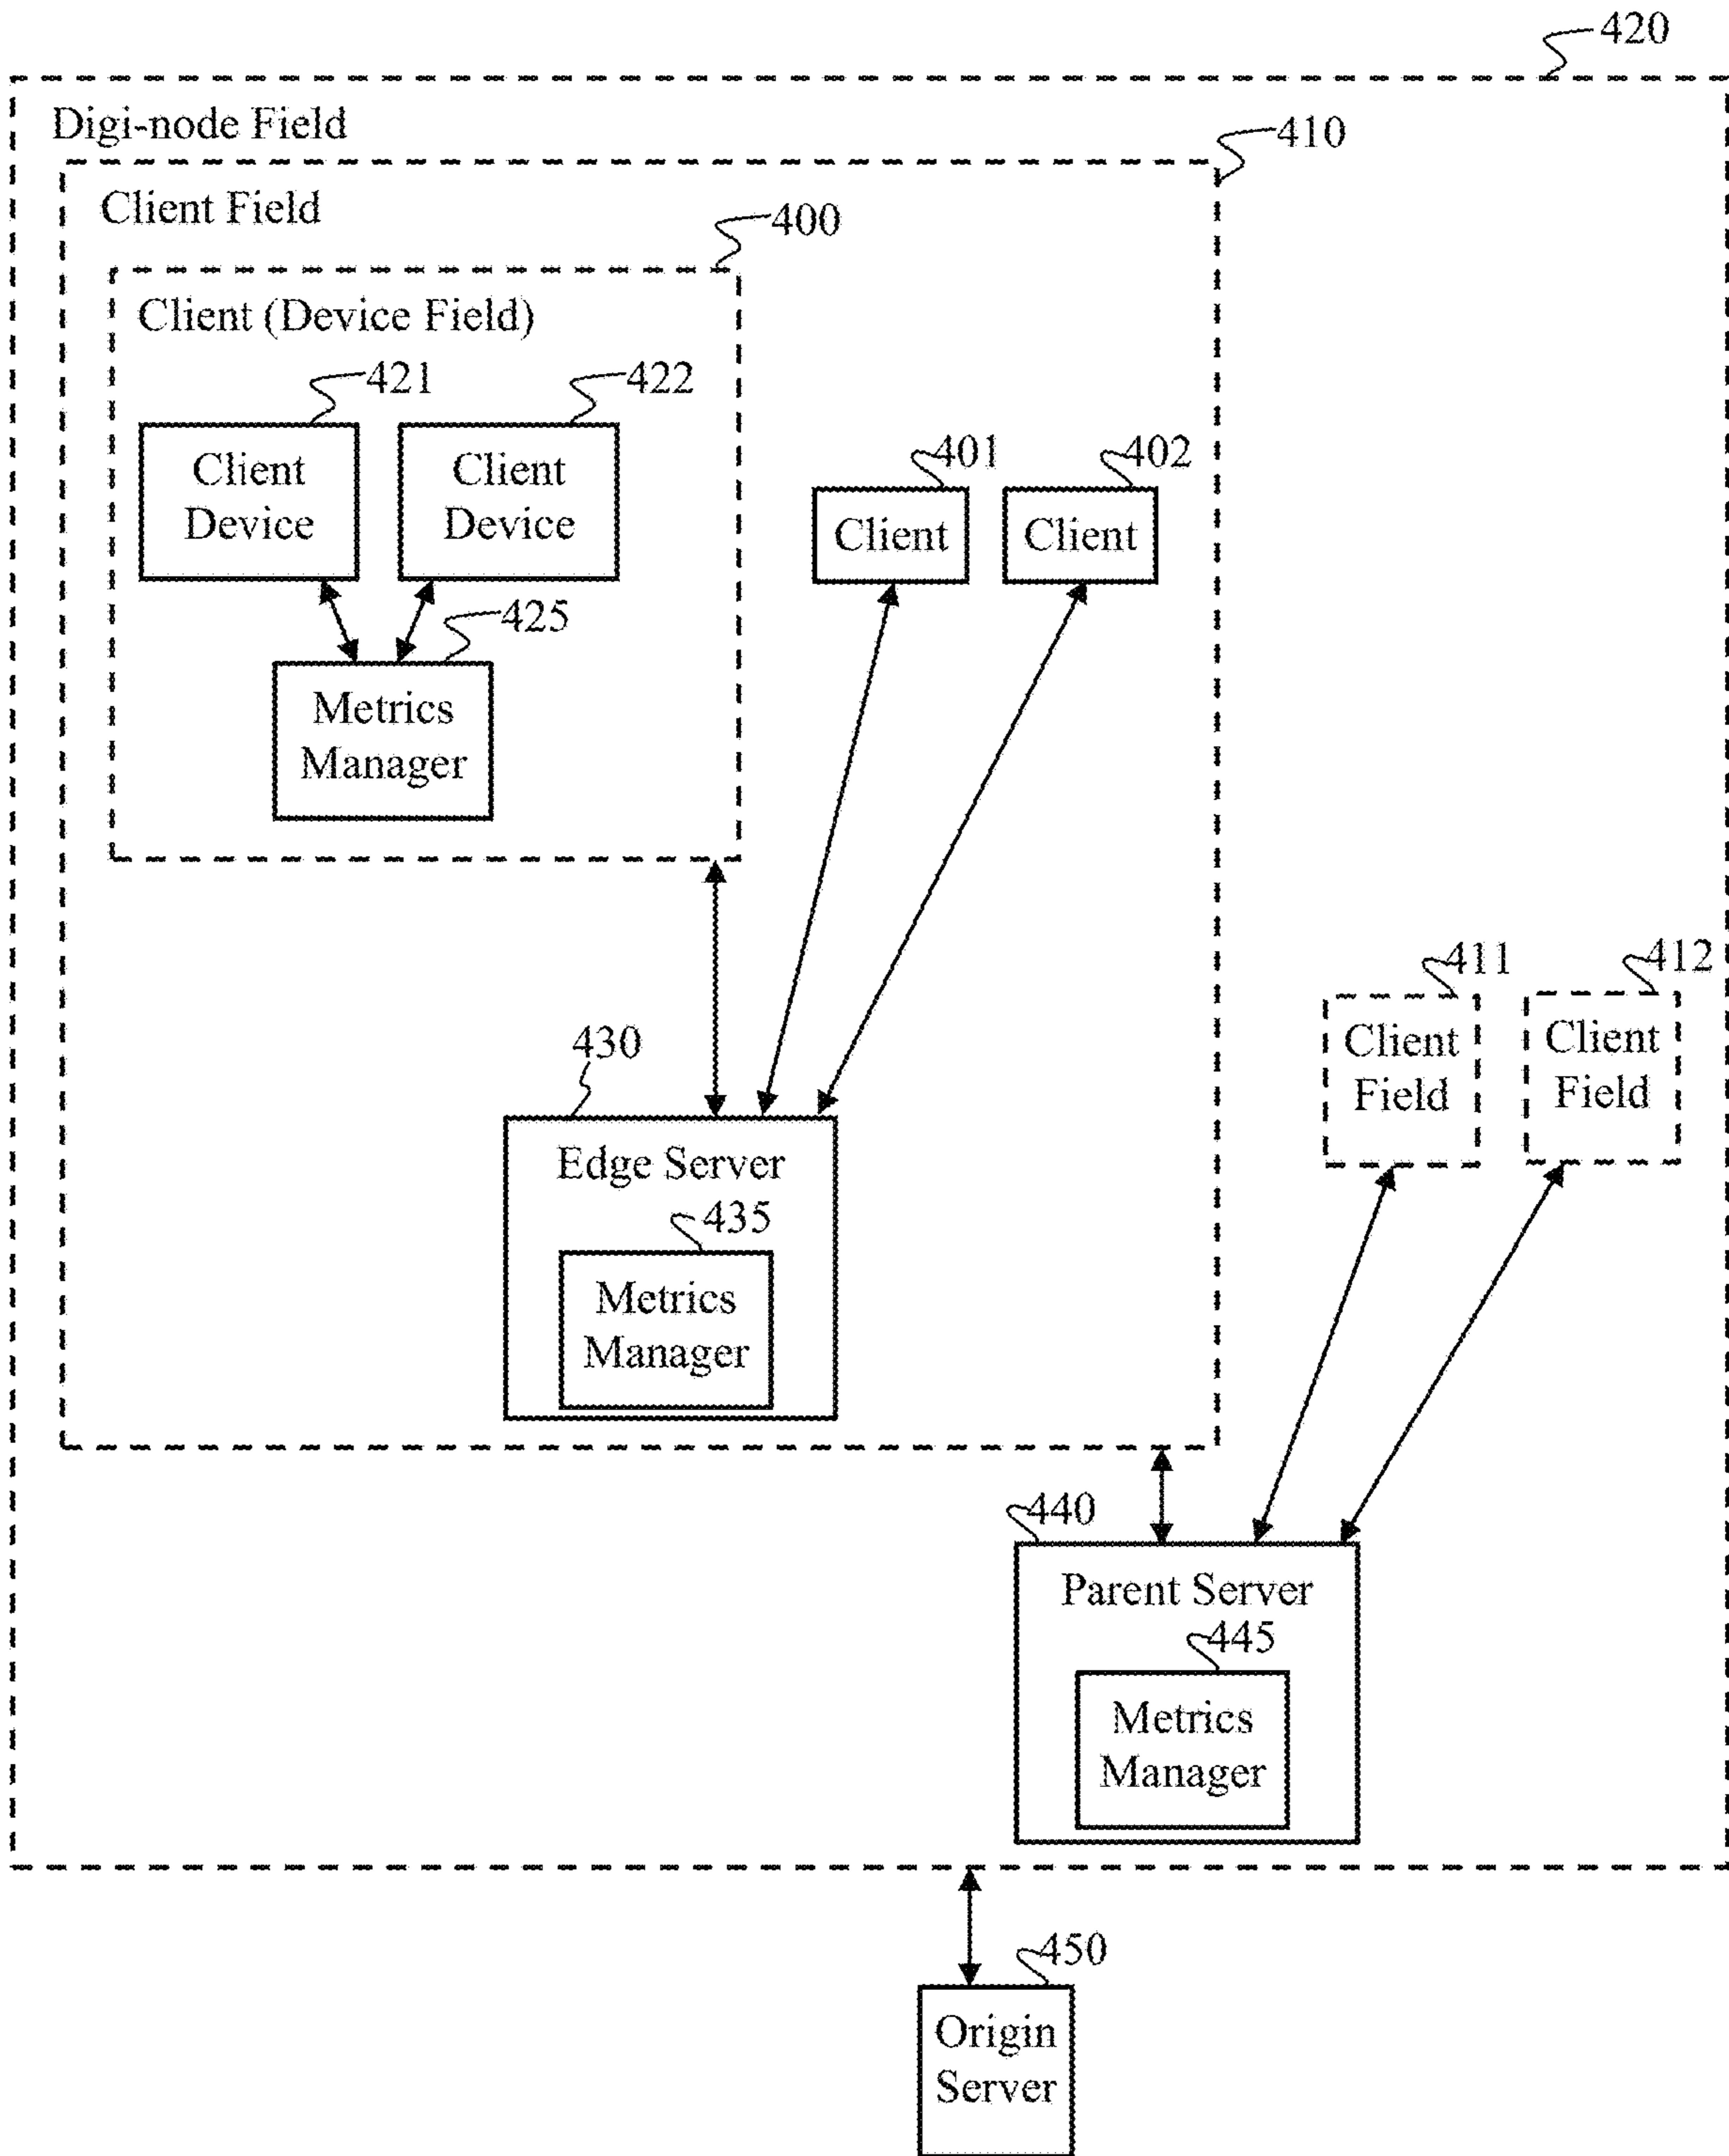 420
Digi-node Field
410
Client Field
400
Client (Device Field)
421
422
Client
Device
Client
Device
401
402
Client
Client
425
Metrics
Manager
411
412
Client
Field
Client
Field
430
Edge Server
435
Metrics
Manager
440
Parent Server
445
Metrics
Manager
450
Origin
Server